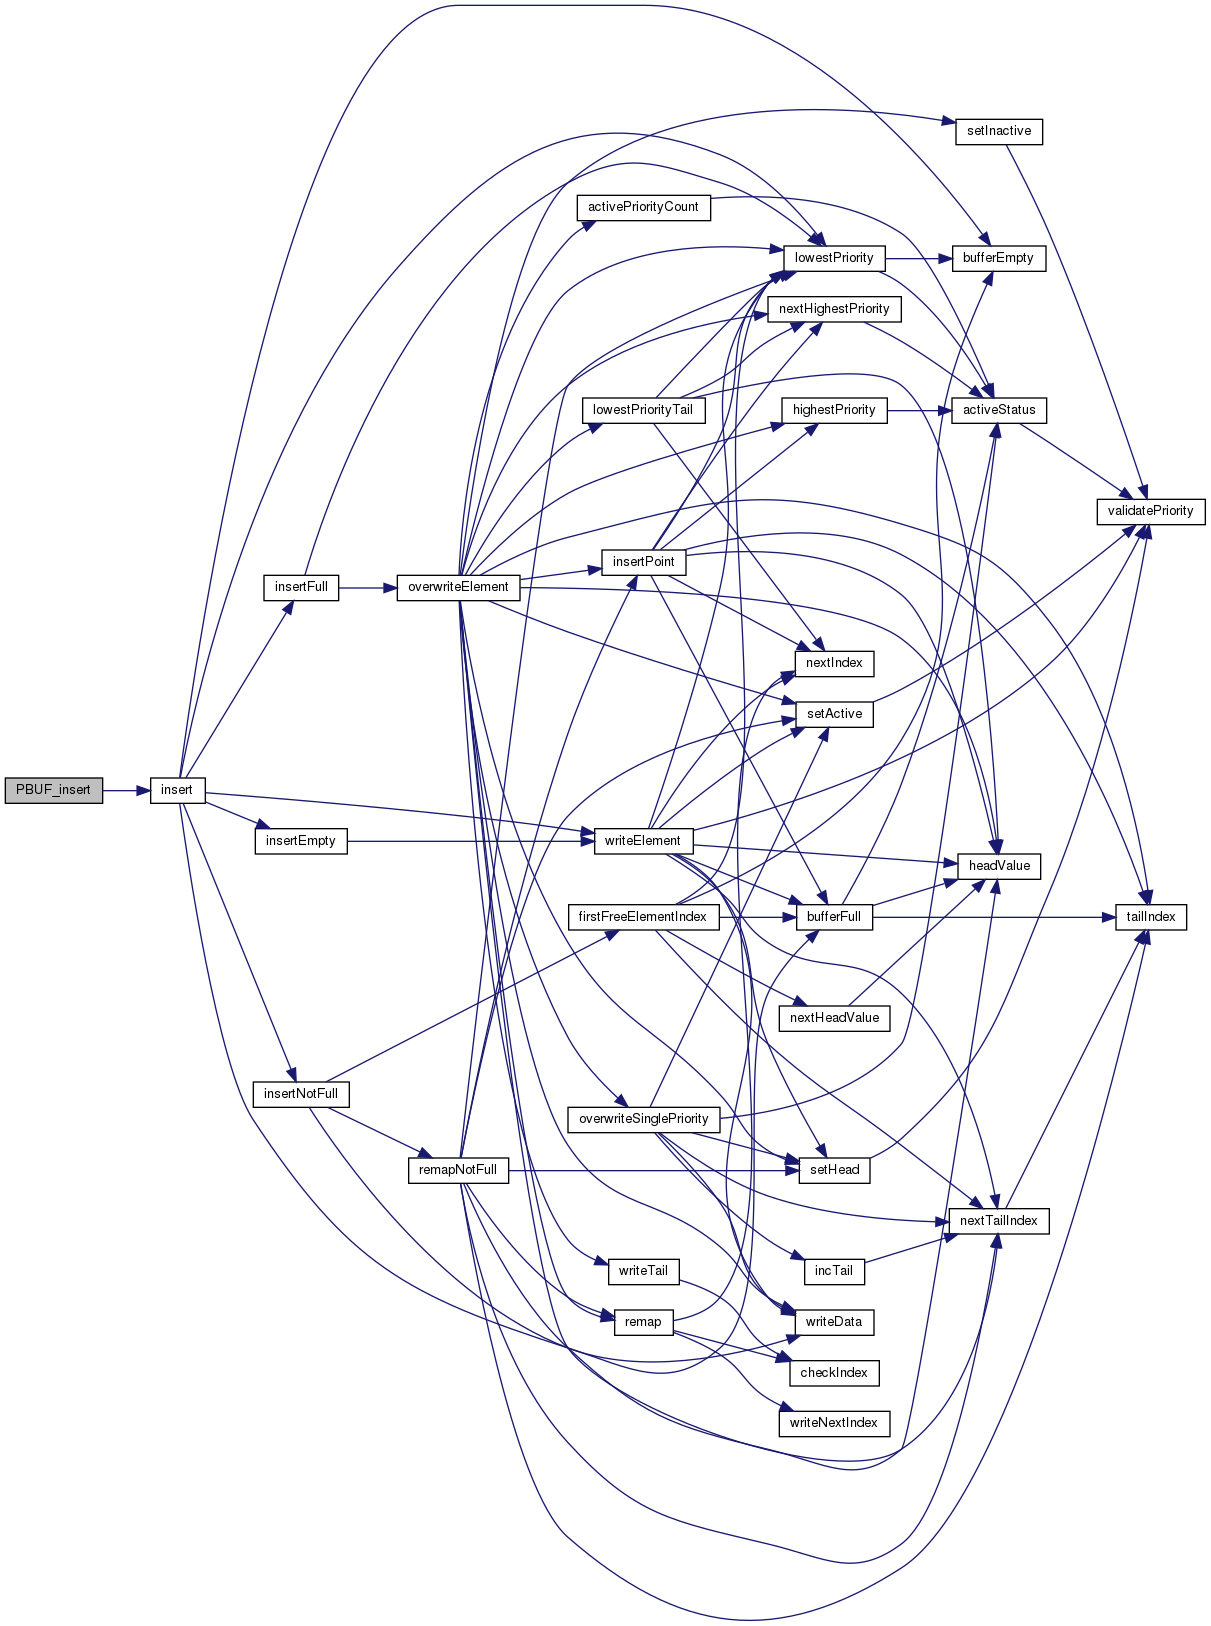 setInactive
activePriorityCount
lowestPriority
bufferEmpty
nextHighestPriority
lowestPriorityTail
highestPriority
activeStatus
validatePriority
insertPoint
insertFull
overwriteElement
nextIndex
setActive
PBUF_insert
insert
insertEmpty
writeElement
headValue
firstFreeElementIndex
bufferFull
tailIndex
nextHeadValue
insertNotFull
overwriteSinglePriority
remapNotFull
setHead
nextTailIndex
writeTail
incTail
remap
writeData
checkIndex
writeNextIndex